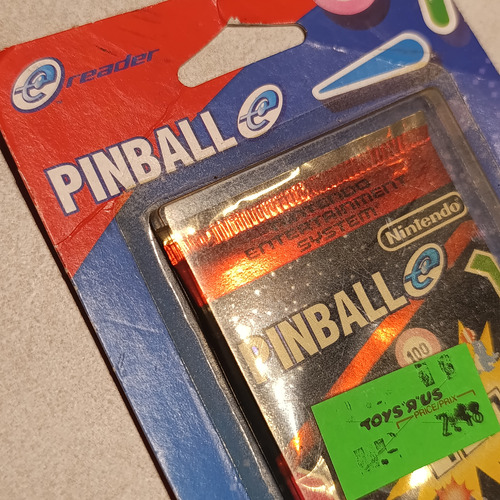 e reader
PINBALL e
ENTERTAINMENT
SYSTEM
Nintendo
PINBALL e
100
TOYS "R" US
PRICE/PRIX